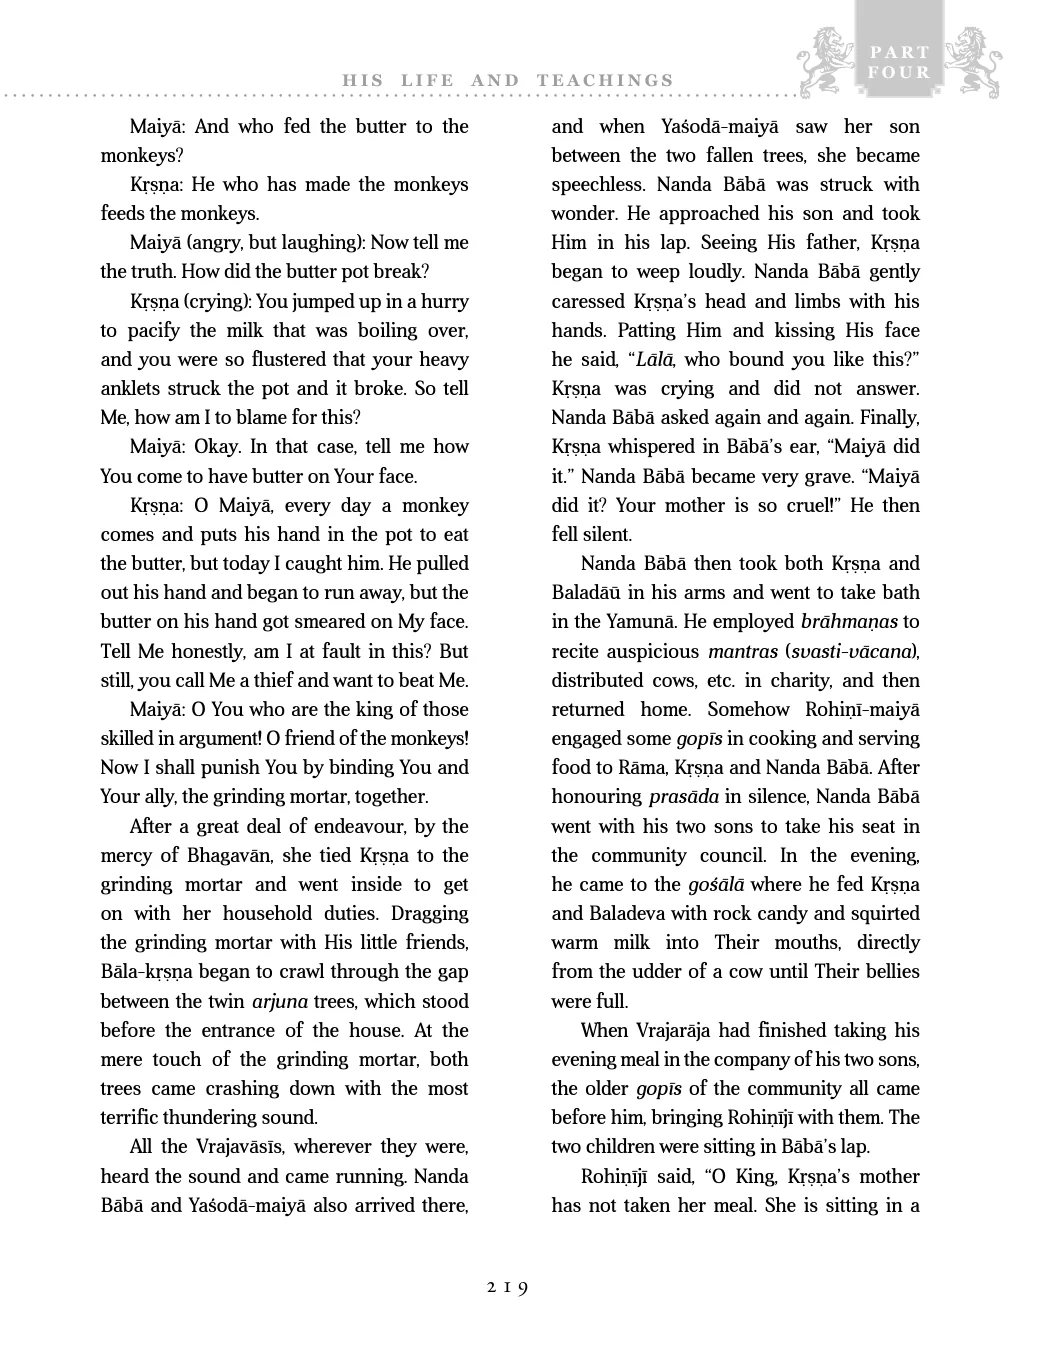 HIS LIFE AND TEACHINGS
PART
FOUR
Maiyā: And who fed the butter to the
monkeys?
Kṛṣṇa: He who has made the monkeys
feeds the monkeys.
Maiyā (angry, but laughing): Now tell me
the truth. How did the butter pot break?
Kṛṣṇa (crying): You jumped up in a hurry
to pacify the milk that was boiling over,
and you were so flustered that your heavy
anklets struck the pot and it broke. So tell
Me, how am I to blame for this?
Maiyā: Okay. In that case, tell me how
You come to have butter on Your face.
Kṛṣṇa: O Maiyā, every day a monkey
comes and puts his hand in the pot to eat
the butter, but today I caught him. He pulled
out his hand and began to run away, but the
butter on his hand got smeared on My face.
Tell Me honestly, am I at fault in this? But
still, you call Me a thief and want to beat Me.
Maiyā: O You who are the king of those
skilled in argument! O friend of the monkeys!
Now I shall punish You by binding You and
Your ally, the grinding mortar, together.
After a great deal of endeavour, by the
mercy of Bhagavān, she tied Kṛṣṇa to the
grinding mortar and went inside to get
on with her household duties. Dragging
the grinding mortar with His little friends,
Bāla-kṛṣṇa began to crawl through the gap
between the twin arjuna trees, which stood
before the entrance of the house. At the
mere touch of the grinding mortar, both
trees came crashing down with the most
terrific thundering sound.
All the Vrajavāsīs, wherever they were,
heard the sound and came running. Nanda
Bābā and Yaśodā-maiyā also arrived there,
and when Yaśodā-maiyā saw her son
between the two fallen trees, she became
speechless. Nanda Bābā was struck with
wonder. He approached his son and took
Him in his lap. Seeing His father, Kṛṣṇa
began to weep loudly. Nanda Bābā gently
caressed Kṛṣṇa’s head and limbs with his
hands. Patting Him and kissing His face
he said, “Lālā, who bound you like this?”
Kṛṣṇa was crying and did not answer.
Nanda Bābā asked again and again. Finally,
Kṛṣṇa whispered in Bābā’s ear, “Maiyā did
it.” Nanda Bābā became very grave. “Maiyā
did it? Your mother is so cruel!” He then
fell silent.
Nanda Bābā then took both Kṛṣṇa and
Baladāū in his arms and went to take bath
in the Yamunā. He employed brāhmaṇas to
recite auspicious mantras (svasti-vācana),
distributed cows, etc. in charity, and then
returned home. Somehow Rohiṇī-maiyā
engaged some gopīs in cooking and serving
food to Rāma, Kṛṣṇa and Nanda Bābā. After
honouring prasāda in silence, Nanda Bābā
went with his two sons to take his seat in
the community council. In the evening,
he came to the gośālā where he fed Kṛṣṇa
and Baladeva with rock candy and squirted
warm milk into Their mouths, directly
from the udder of a cow until Their bellies
were full.
When Vrajarāja had finished taking his
evening meal in the company of his two sons,
the older gopīs of the community all came
before him, bringing Rohiṇījī with them. The
two children were sitting in Bābā’s lap.
Rohiṇījī said, “O King, Kṛṣṇa’s mother
has not taken her meal. She is sitting in a
219